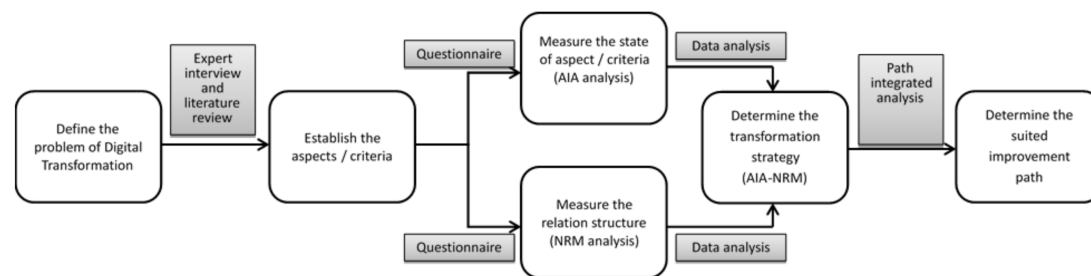 Define the
problem of Digital
Transformation
Expert
interview and
literature
review
Establish the
aspects / criteria
Questionnaire
Measure the state
of aspect / criteria
(AIA analysis)
Data analysis
Questionnaire
Measure the
relation structure
(NRM analysis)
Data analysis
Determine the
transformation
strategy
(AIA-NRM)
Path
integrated
analysis
Determine the
suited
improvement
path